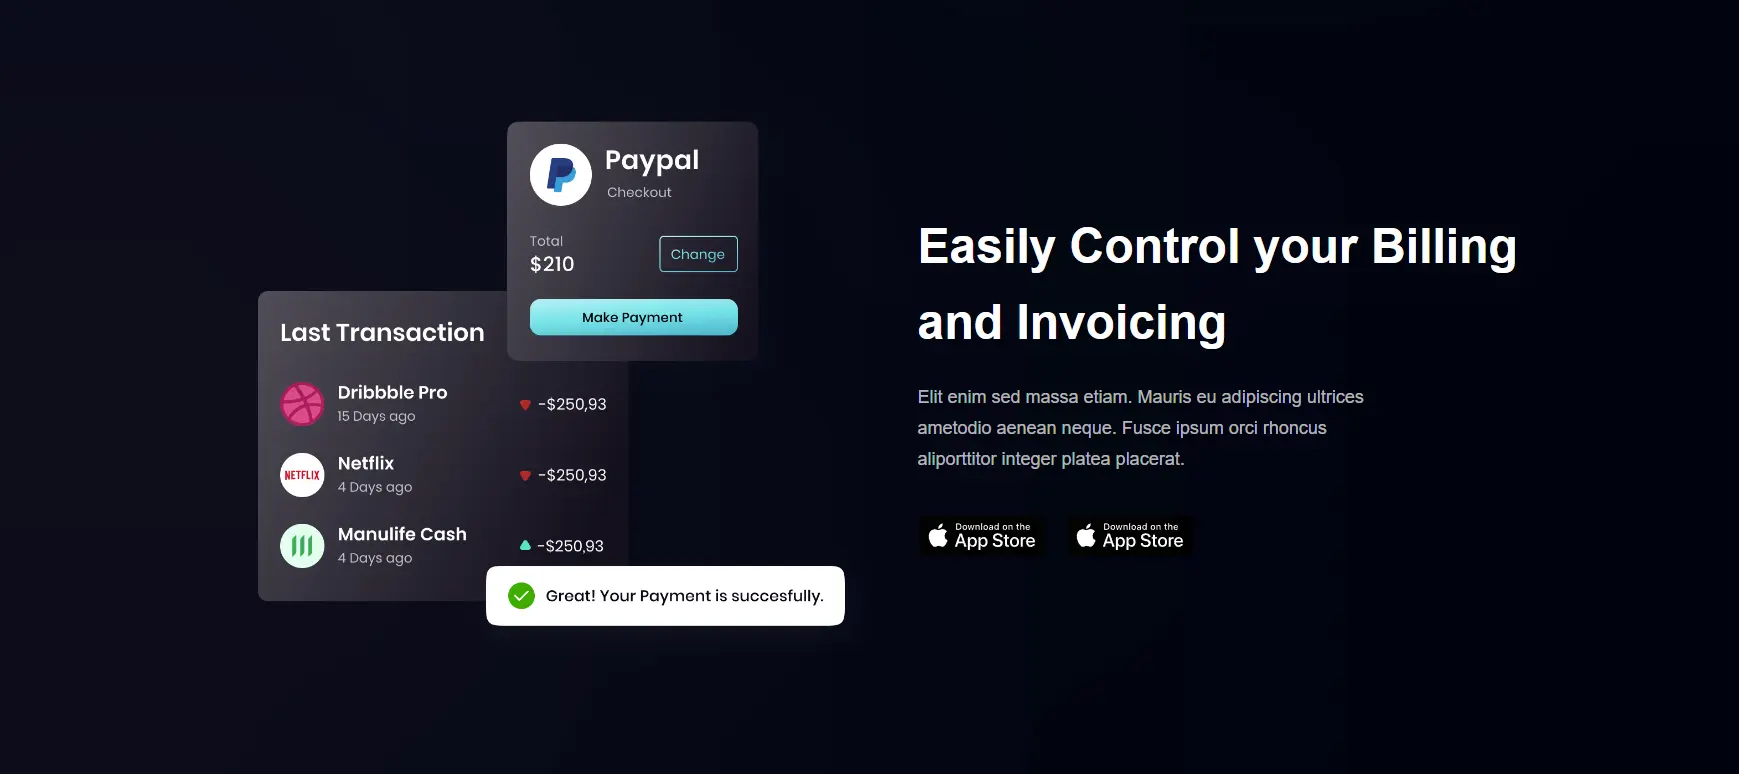 Paypal
Checkout
Total
$210
Change
Make Payment
Last Transaction
Dribbble Pro
15 Days ago
-$250,93
NETFLIX
Netflix
4 Days ago
-$250,93
Manulife Cash
4 Days ago
-$250,93
Great! Your Payment is succesfully.
Easily Control your Billing
and Invoicing
Elit enim sed massa etiam. Mauris eu adipiscing ultrices
ametodio aenean neque. Fusce ipsum orci rhoncus
aliporttitor integer platea placerat.
Download on the
App Store
Download on the
App Store